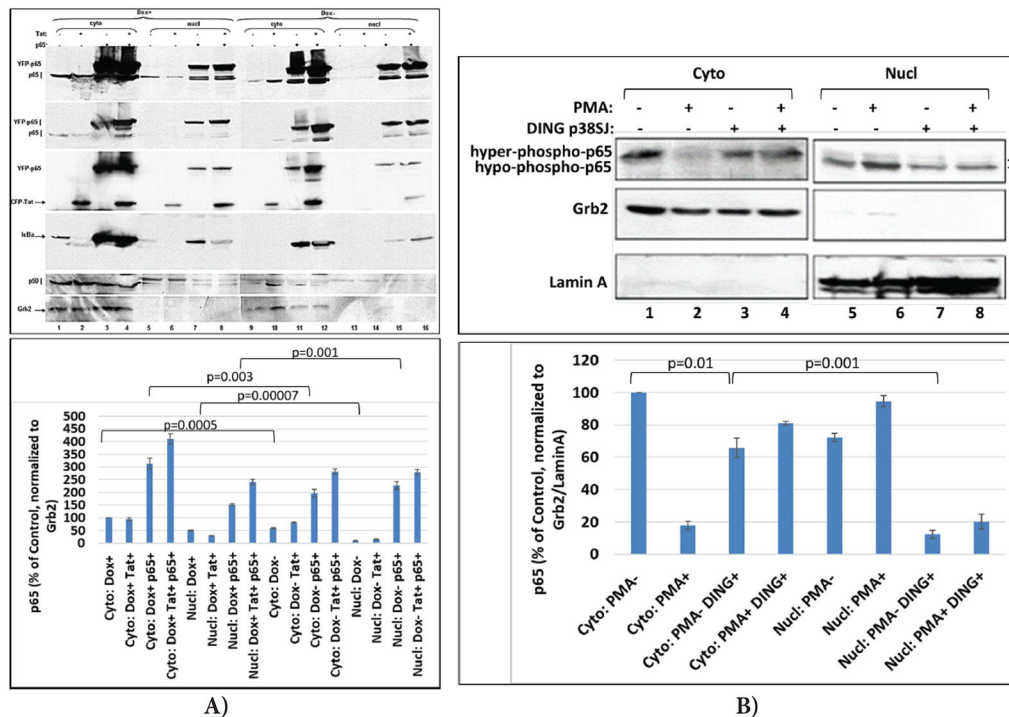 Dox+ Dox-
cyto nucl cyto nucl
Tat: - + - + - + - + - + - + - + - +
p65: - - + + - - + + - - + + - - + +
YFP-p65
p65 [
YFP-p65
p65 [
YFP-p65
CFP-Tat
IκBα
p50 [
Grb2
1 2 3 4 5 6 7 8 9 10 11 12 13 14 15 16
p=0.001
p=0.003
p=0.00007
p=0.0005
p65 (% of Control, normalized to Grb2)
500
450
400
350
300
250
200
150
100
50
0
Cyto: Dox+
Cyto: Dox+ Tat+
Cyto: Dox+ p65+
Cyto: Dox+ Tat+ p65+
Nucl: Dox+
Nucl: Dox+ Tat+
Nucl: Dox+ p65+
Nucl: Dox+ Tat+ p65+
Cyto: Dox-
Cyto: Dox- Tat+
Cyto: Dox- p65+
Cyto: Dox- Tat+ p65+
Nucl: Dox-
Nucl: Dox- Tat+
Nucl: Dox- p65+
Nucl: Dox- Tat+ p65+
A)
Cyto Nucl
PMA: - + - + - + - +
DING p38SJ: - - + + - - + +
hyper-phospho-p65
hypo-phospho-p65
Grb2
Lamin A
1 2 3 4 5 6 7 8
p=0.01 p=0.001
p65 (% of Control, normalized to Grb2/LaminA)
120
100
80
60
40
20
0
Cyto: PMA-
Cyto: PMA+
Cyto: PMA- DING+
Cyto: PMA+ DING+
Nucl: PMA-
Nucl: PMA+
Nucl: PMA- DING+
Nucl: PMA+ DING+
B)